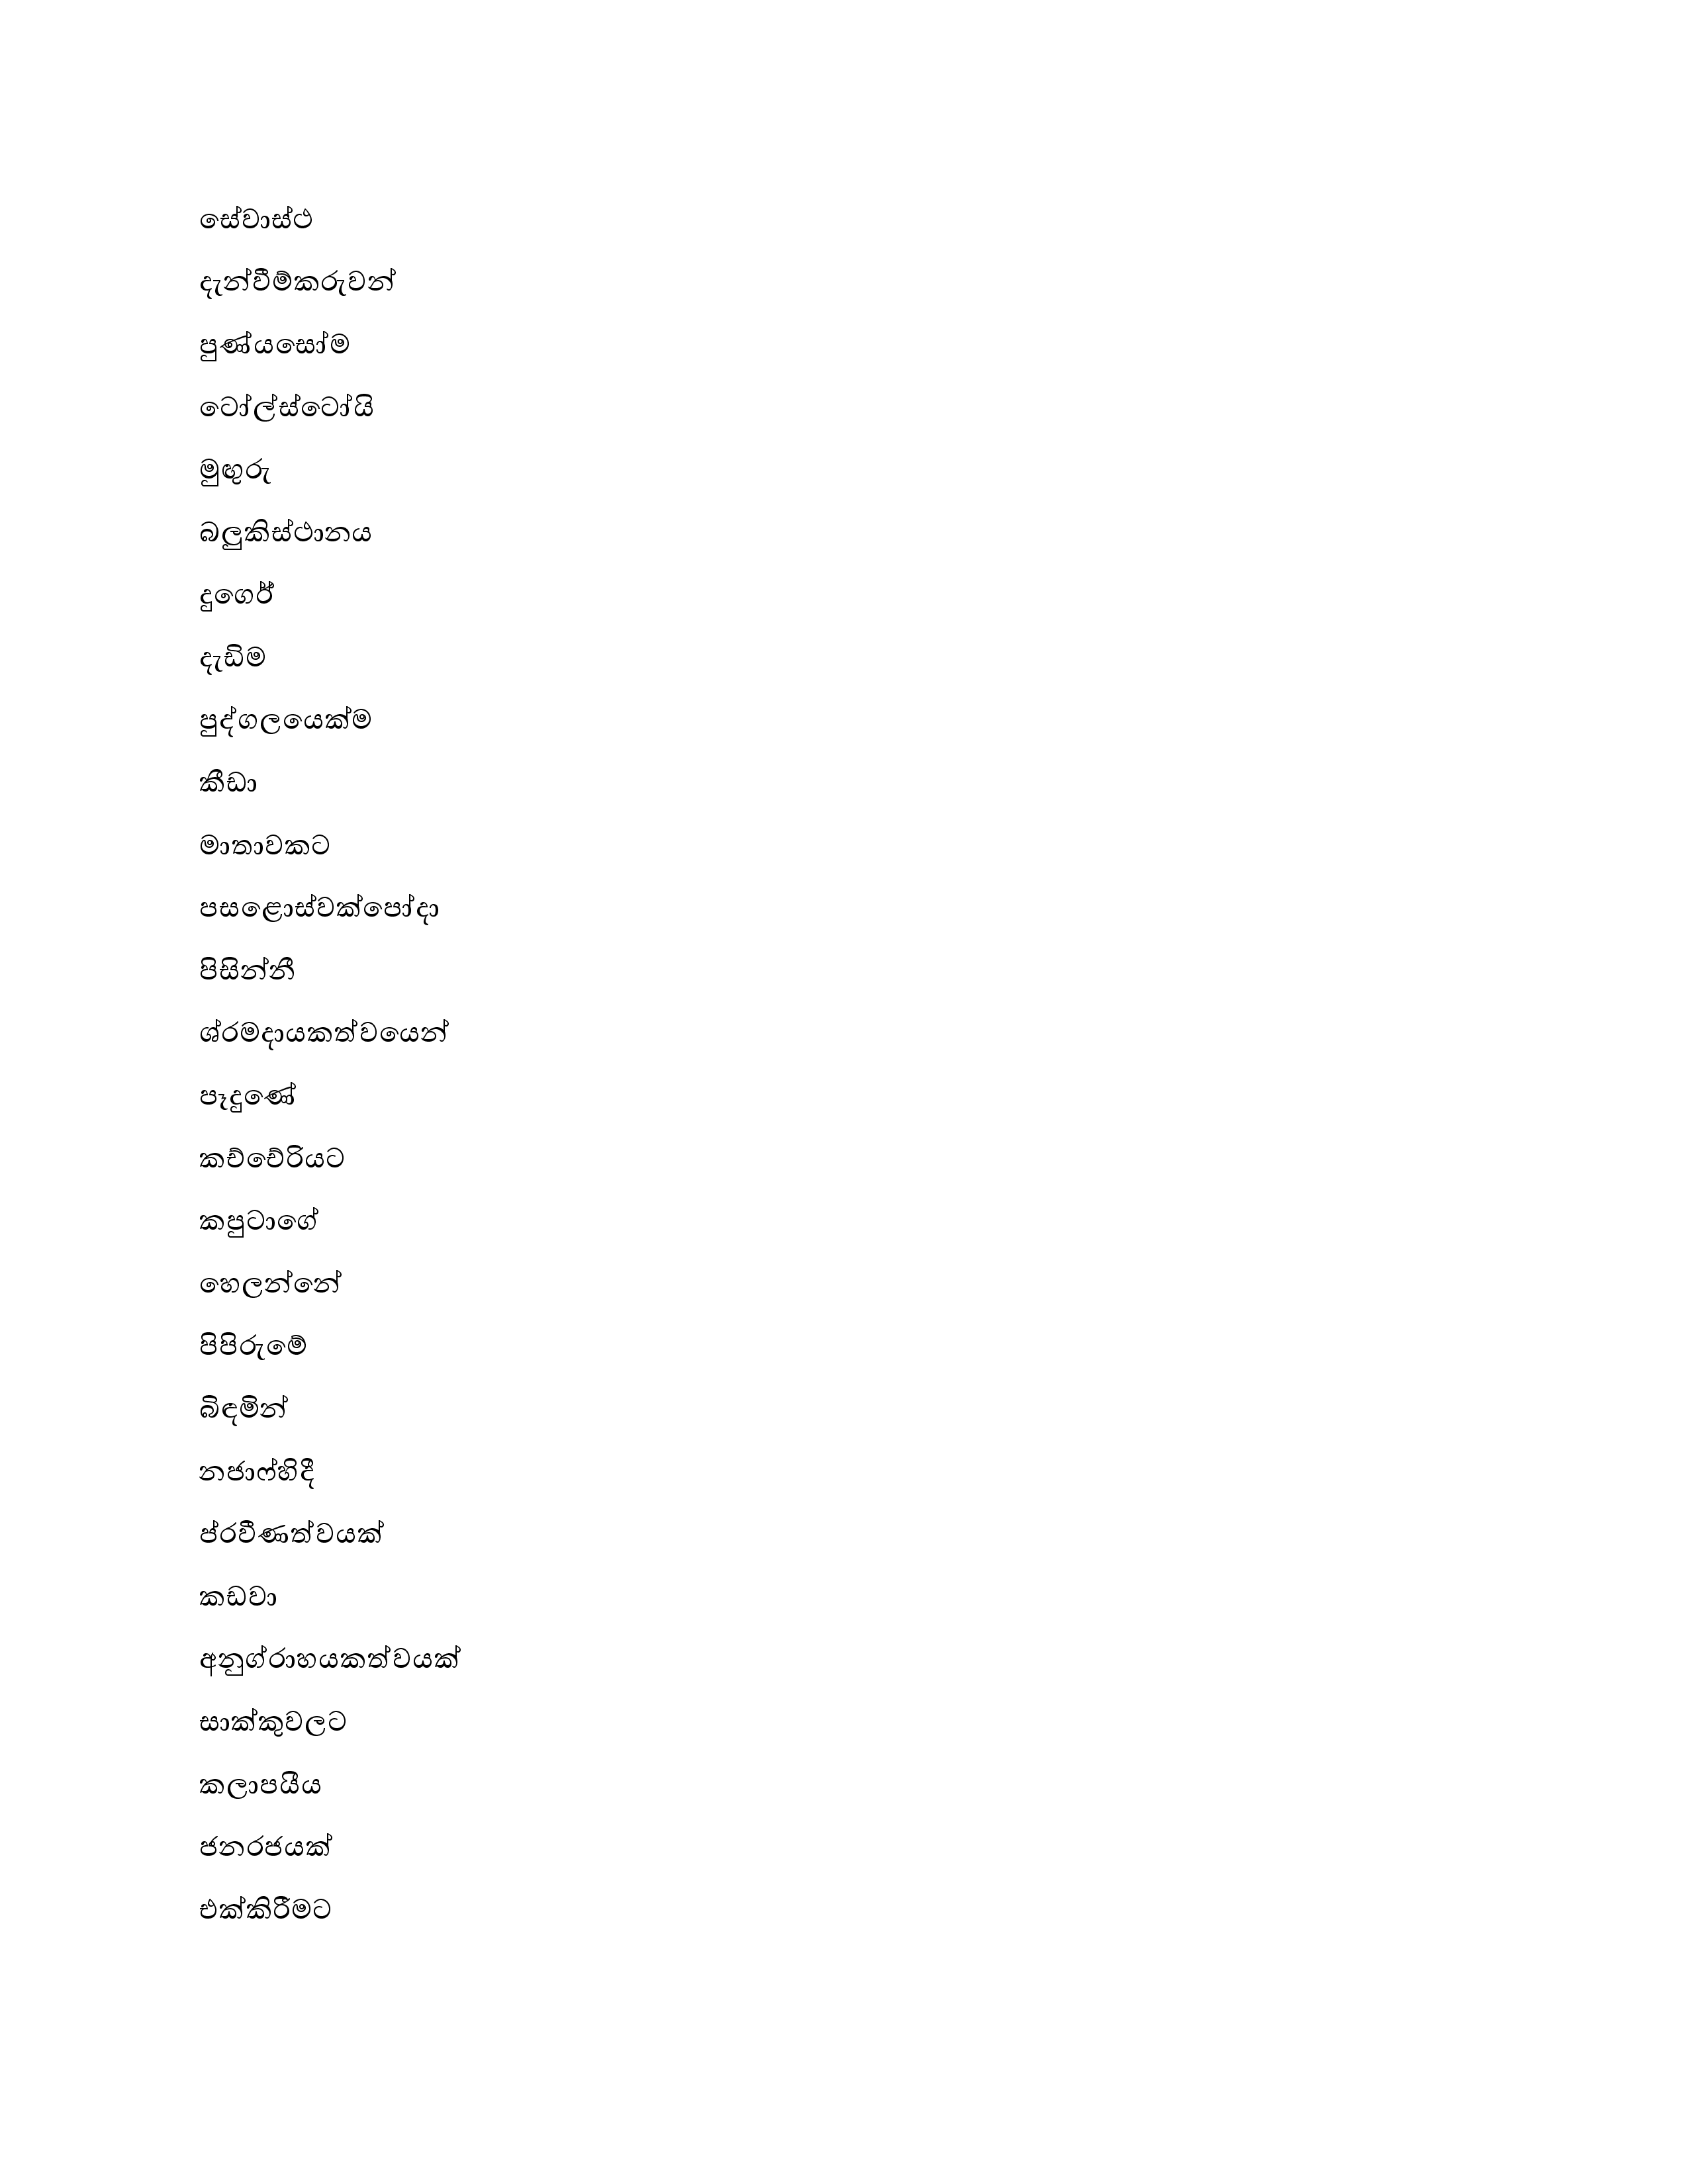 සේවාස්ථ
දැන්වීම්කරුවන්
පුණ්යසෝම
ටෝල්ස්ටෝයි
මුඟුරු
බලුකිස්ථානය
දුගෙර්
දැඩිම
පුද්ගලයෙක්ම
කීඩා
මාතාවකට
පසළොස්වක්පෝදා
පිසින්නී
ශ්රමදායකත්වයෙන්
පෑදුණේ
කච්චේරියට
කපුටාගේ
හෙලන්නේ
පිපිරුමේ
බිඳමින්
නජාෆ්හිදී
ප්රවීණත්වයක්
කඩවා
අනුග්රාහයකත්වයක්
සාක්කුවලට
කලාපයීය
ජනරජයක්
එක්කිරීමට